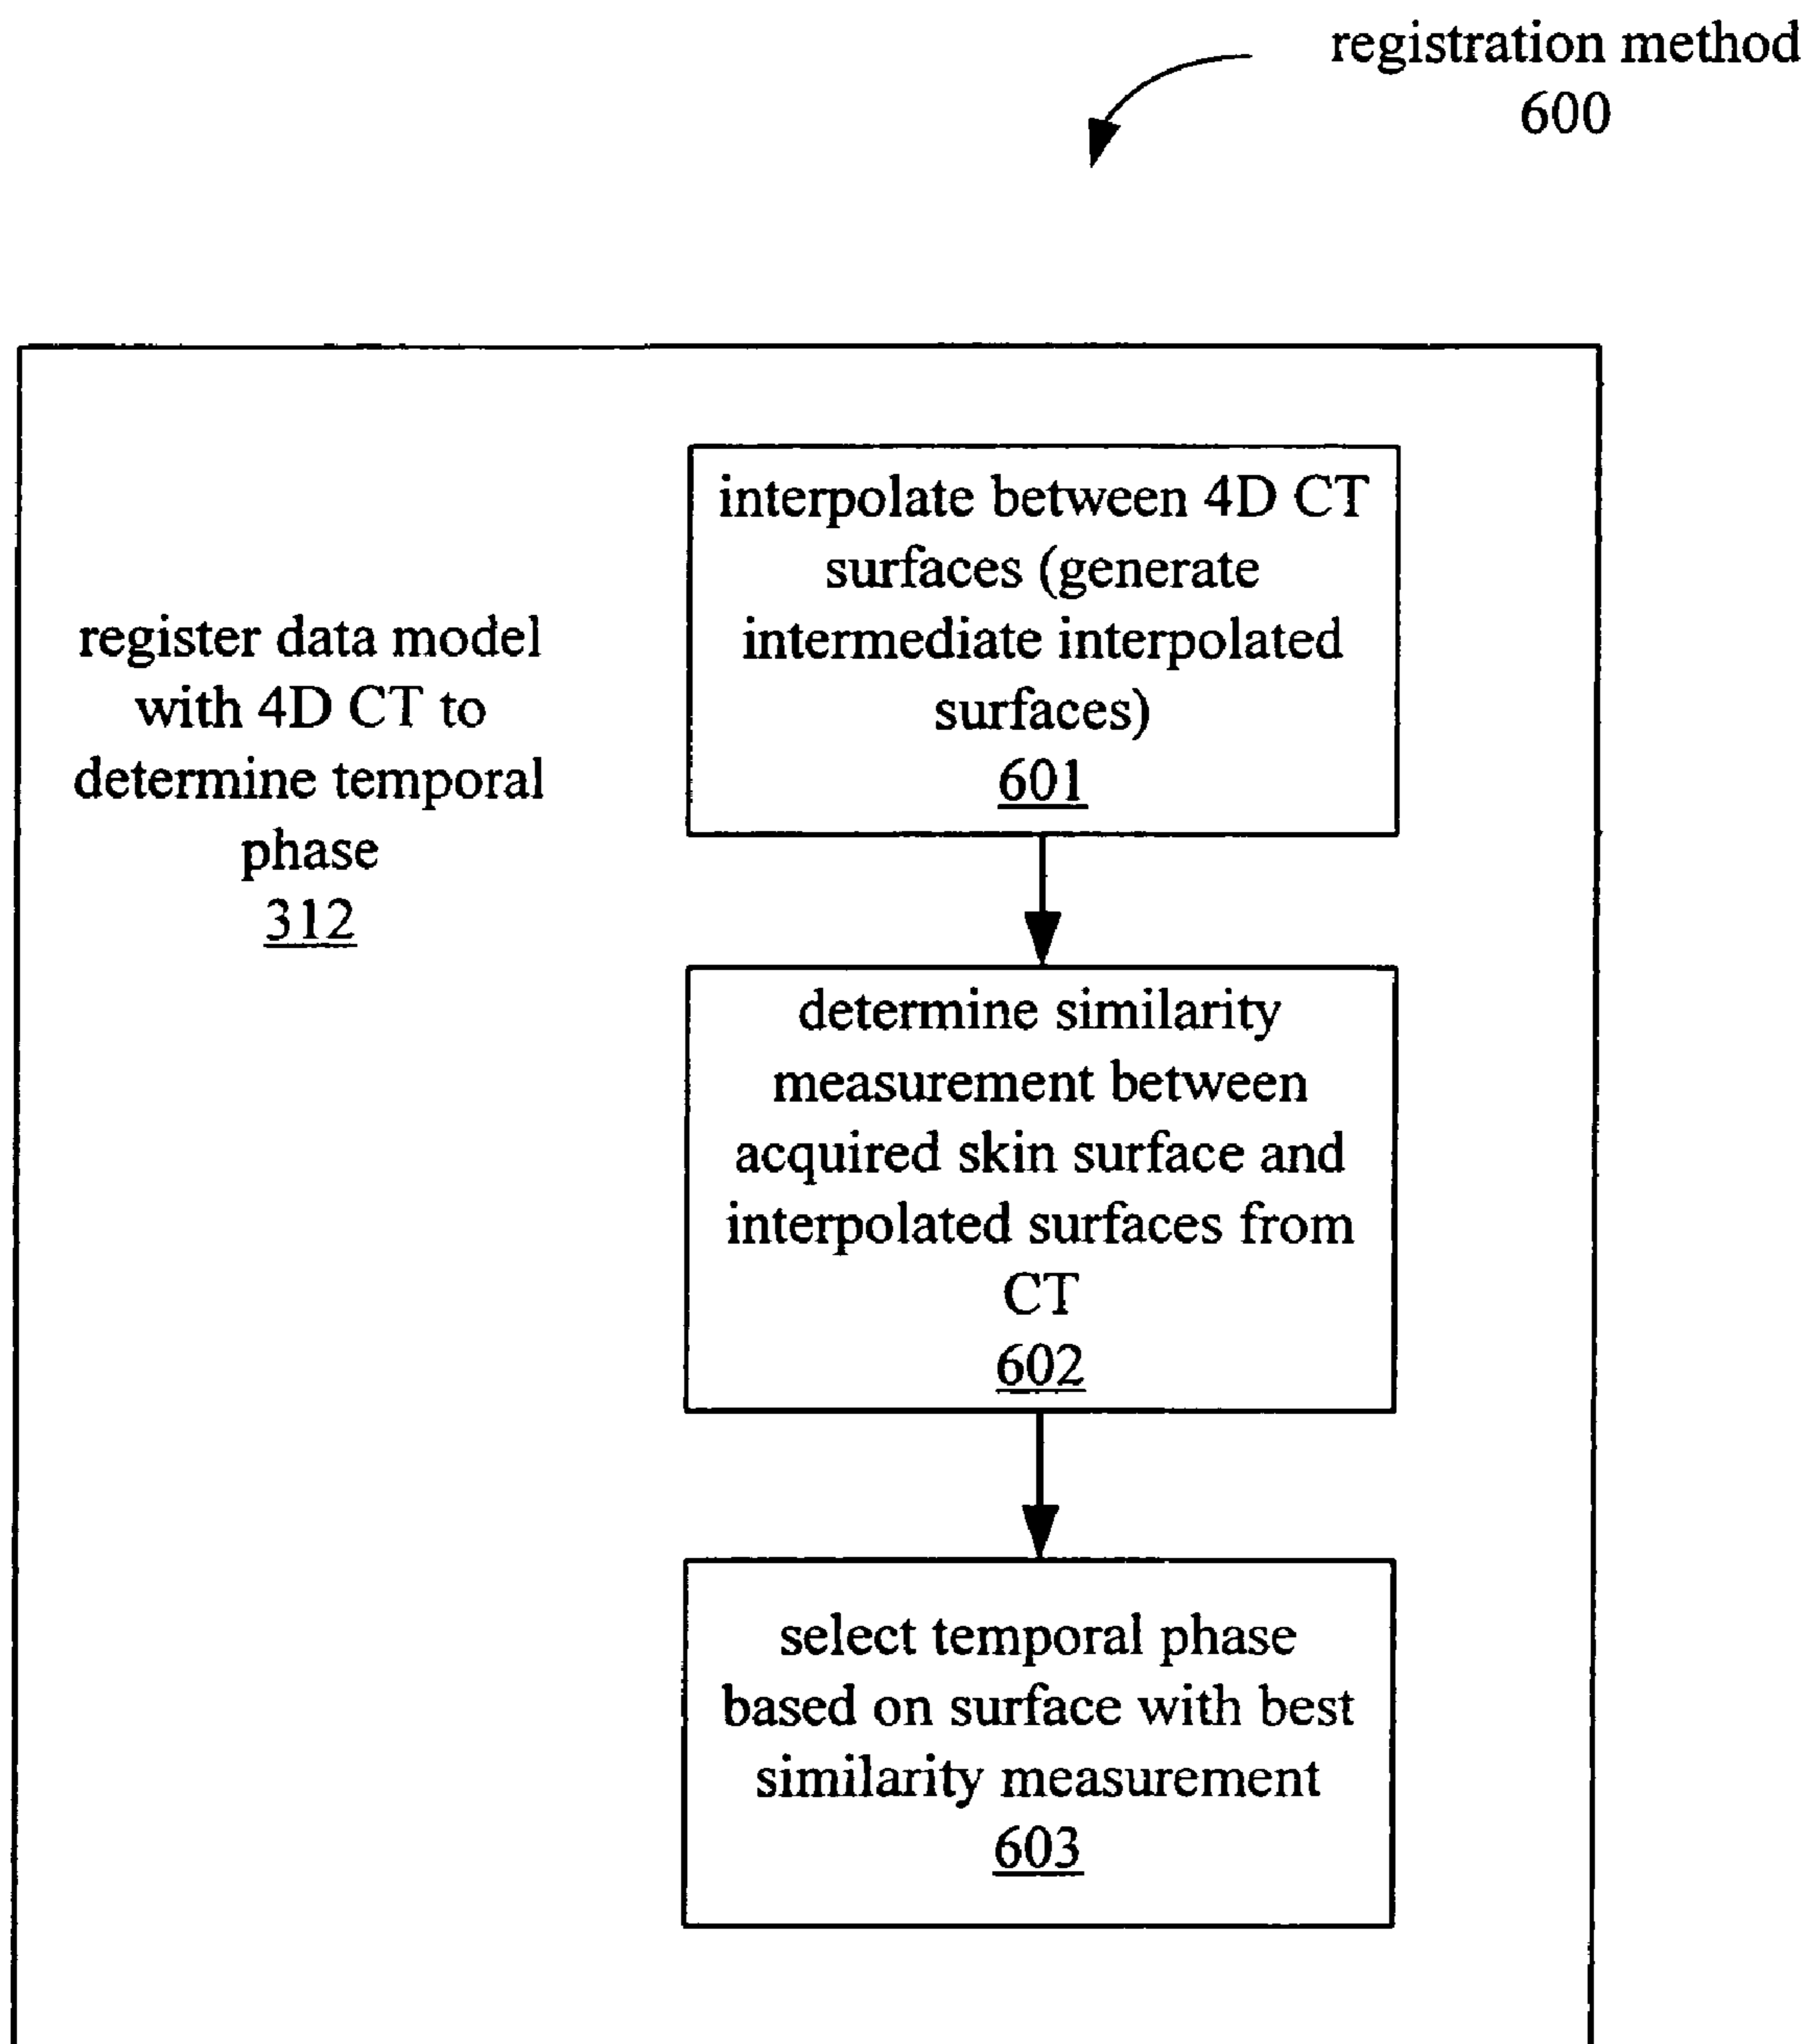 registration method
600
register data model
with 4D CT to
determine temporal
phase
312
interpolate between 4D CT
surfaces (generate
intermediate interpolated
surfaces)
601
determine similarity
measurement between
acquired skin surface and
interpolated surfaces from
CT
602
select temporal phase
based on surface with best
similarity measurement
603